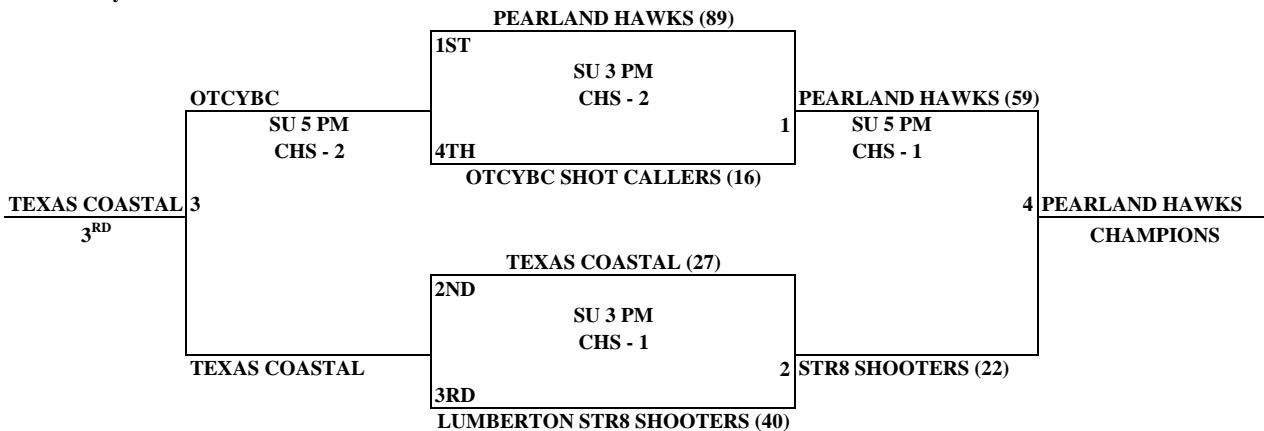 PEARLAND HAWKS (89)
1ST
SU 3 PM
CHS - 2
OTCYBC
PEARLAND HAWKS (59)
SU 5 PM
CHS - 2
1
SU 5 PM
CHS - 1
4TH
OTCYBC SHOT CALLERS (16)
TEXAS COASTAL 3
4 PEARLAND HAWKS
3RD
CHAMPIONS
TEXAS COASTAL (27)
2ND
SU 3 PM
CHS - 1
TEXAS COASTAL
2 STR8 SHOOTERS (22)
3RD
LUMBERTON STR8 SHOOTERS (40)